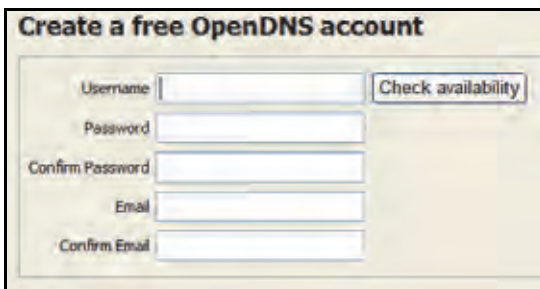 Create a free OpenDNS account
Username
Check availability
Password
Confirm Password
Email
Confirm Email